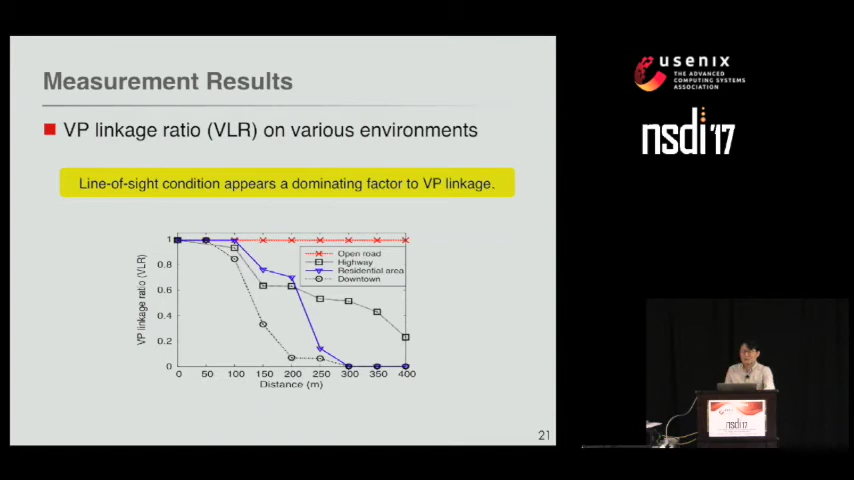 Measurement Results
VP linkage ratio (VLR) on various environments
Line-of-sight condition appears a dominating factor to VP linkage.
VP linkage ratio (VLR)
1
0.8
0.6
0.4
0.2
0
Open road
Highway
Residential area
Downtown
0 50 100 150 200 250 300 350 400
Distance (m)
21
usenix
THE ADVANCED
COMPUTING SYSTEMS
ASSOCIATION
nsdi '17
nsdi '17